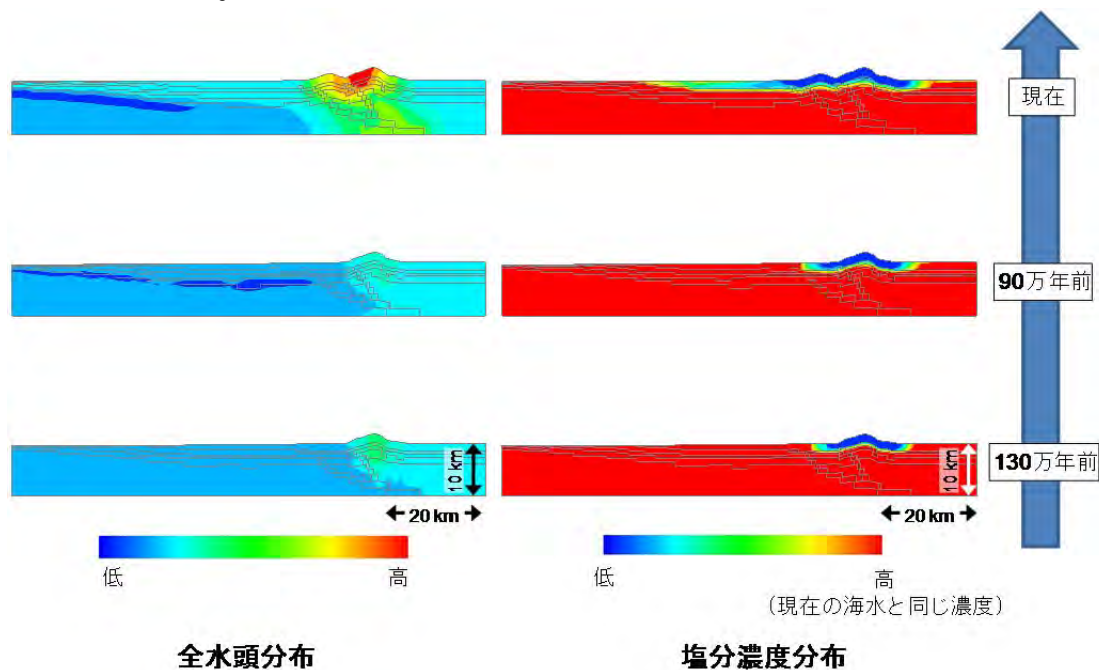 現在
90万年前
130万年前
10 km
10 km
20 km
20 km
低
高
低
高
（現在の海水と同じ濃度）
全水頭分布
塩分濃度分布